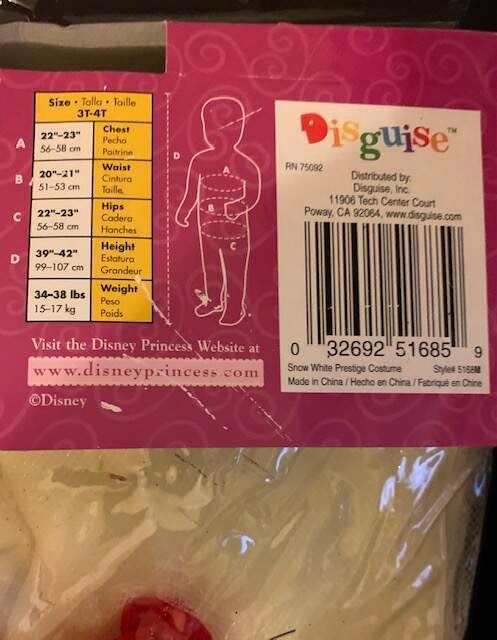 Size • Talla • Taille
3T-4T
A
22"-23"
56-58 cm
Chest
Pecho
Poitrine
B
20"-21"
51-53 cm
Waist
Cintura
Taille
C
22"-23"
56-58 cm
Hips
Cadera
Hanches
D
39"-42"
99-107 cm
Height
Estatura
Grandeur
34-38 lbs
15-17 kg
Weight
Peso
Poids
D
A
B
C
Visit the Disney Princess Website at
www.disneyprincess.com
©Disney
Disguise™
RN 75092
Distributed by:
Disguise, Inc.
11906 Tech Center Court
Poway, CA 92064, www.disguise.com
0 32692 51685 9
Snow White Prestige Costume Style# 5168M
Made in China / Hecho en China / Fabriqué en Chine